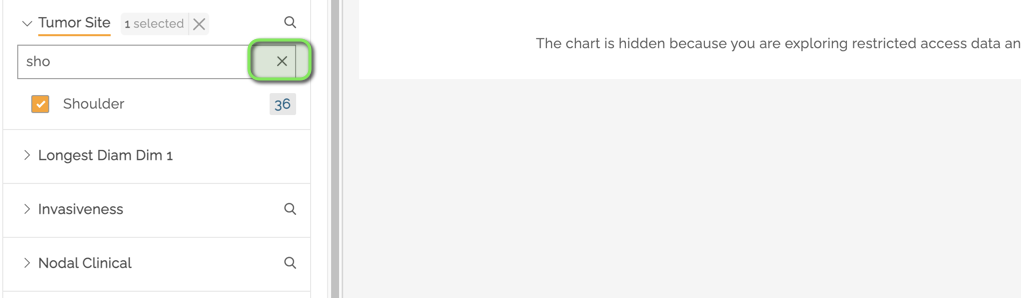 Tumor Site 1 selected
sho
Shoulder 36
Longest Diam Dim 1
Invasiveness
Nodal Clinical
The chart is hidden because you are exploring restricted access data an